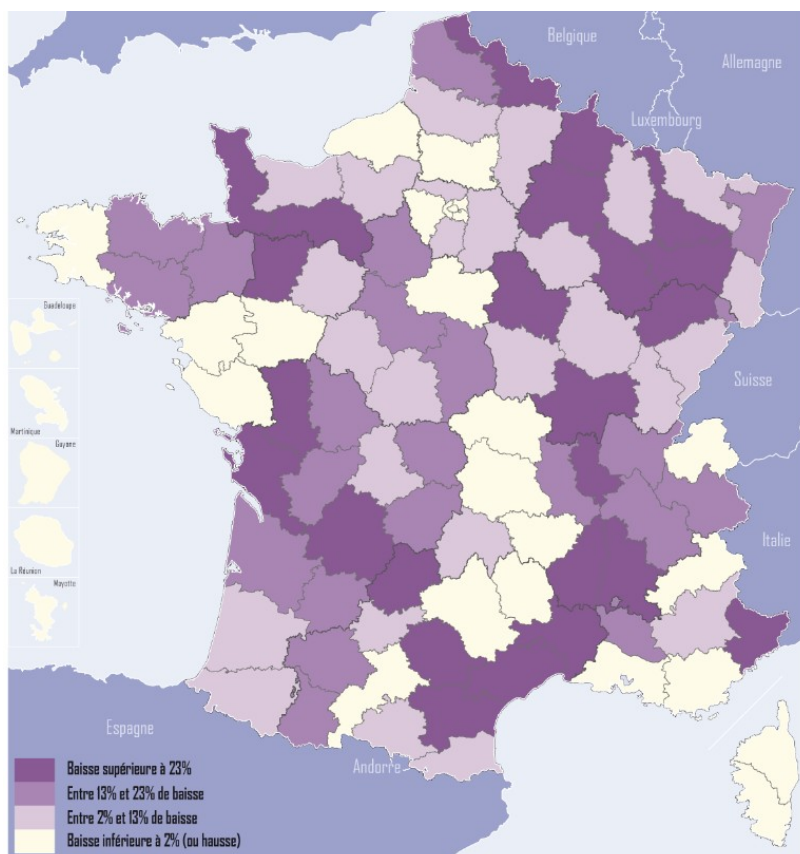 Belgique
Allemagne
Luxembourg
Guadeloupe
Martinique
Guyane
La Réunion
Mayotte
Suisse
Italie
Espagne
Andorre
Baisse supérieure à 23%
Entre 13% et 23% de baisse
Entre 2% et 13% de baisse
Baisse inférieure à 2% (ou hausse)